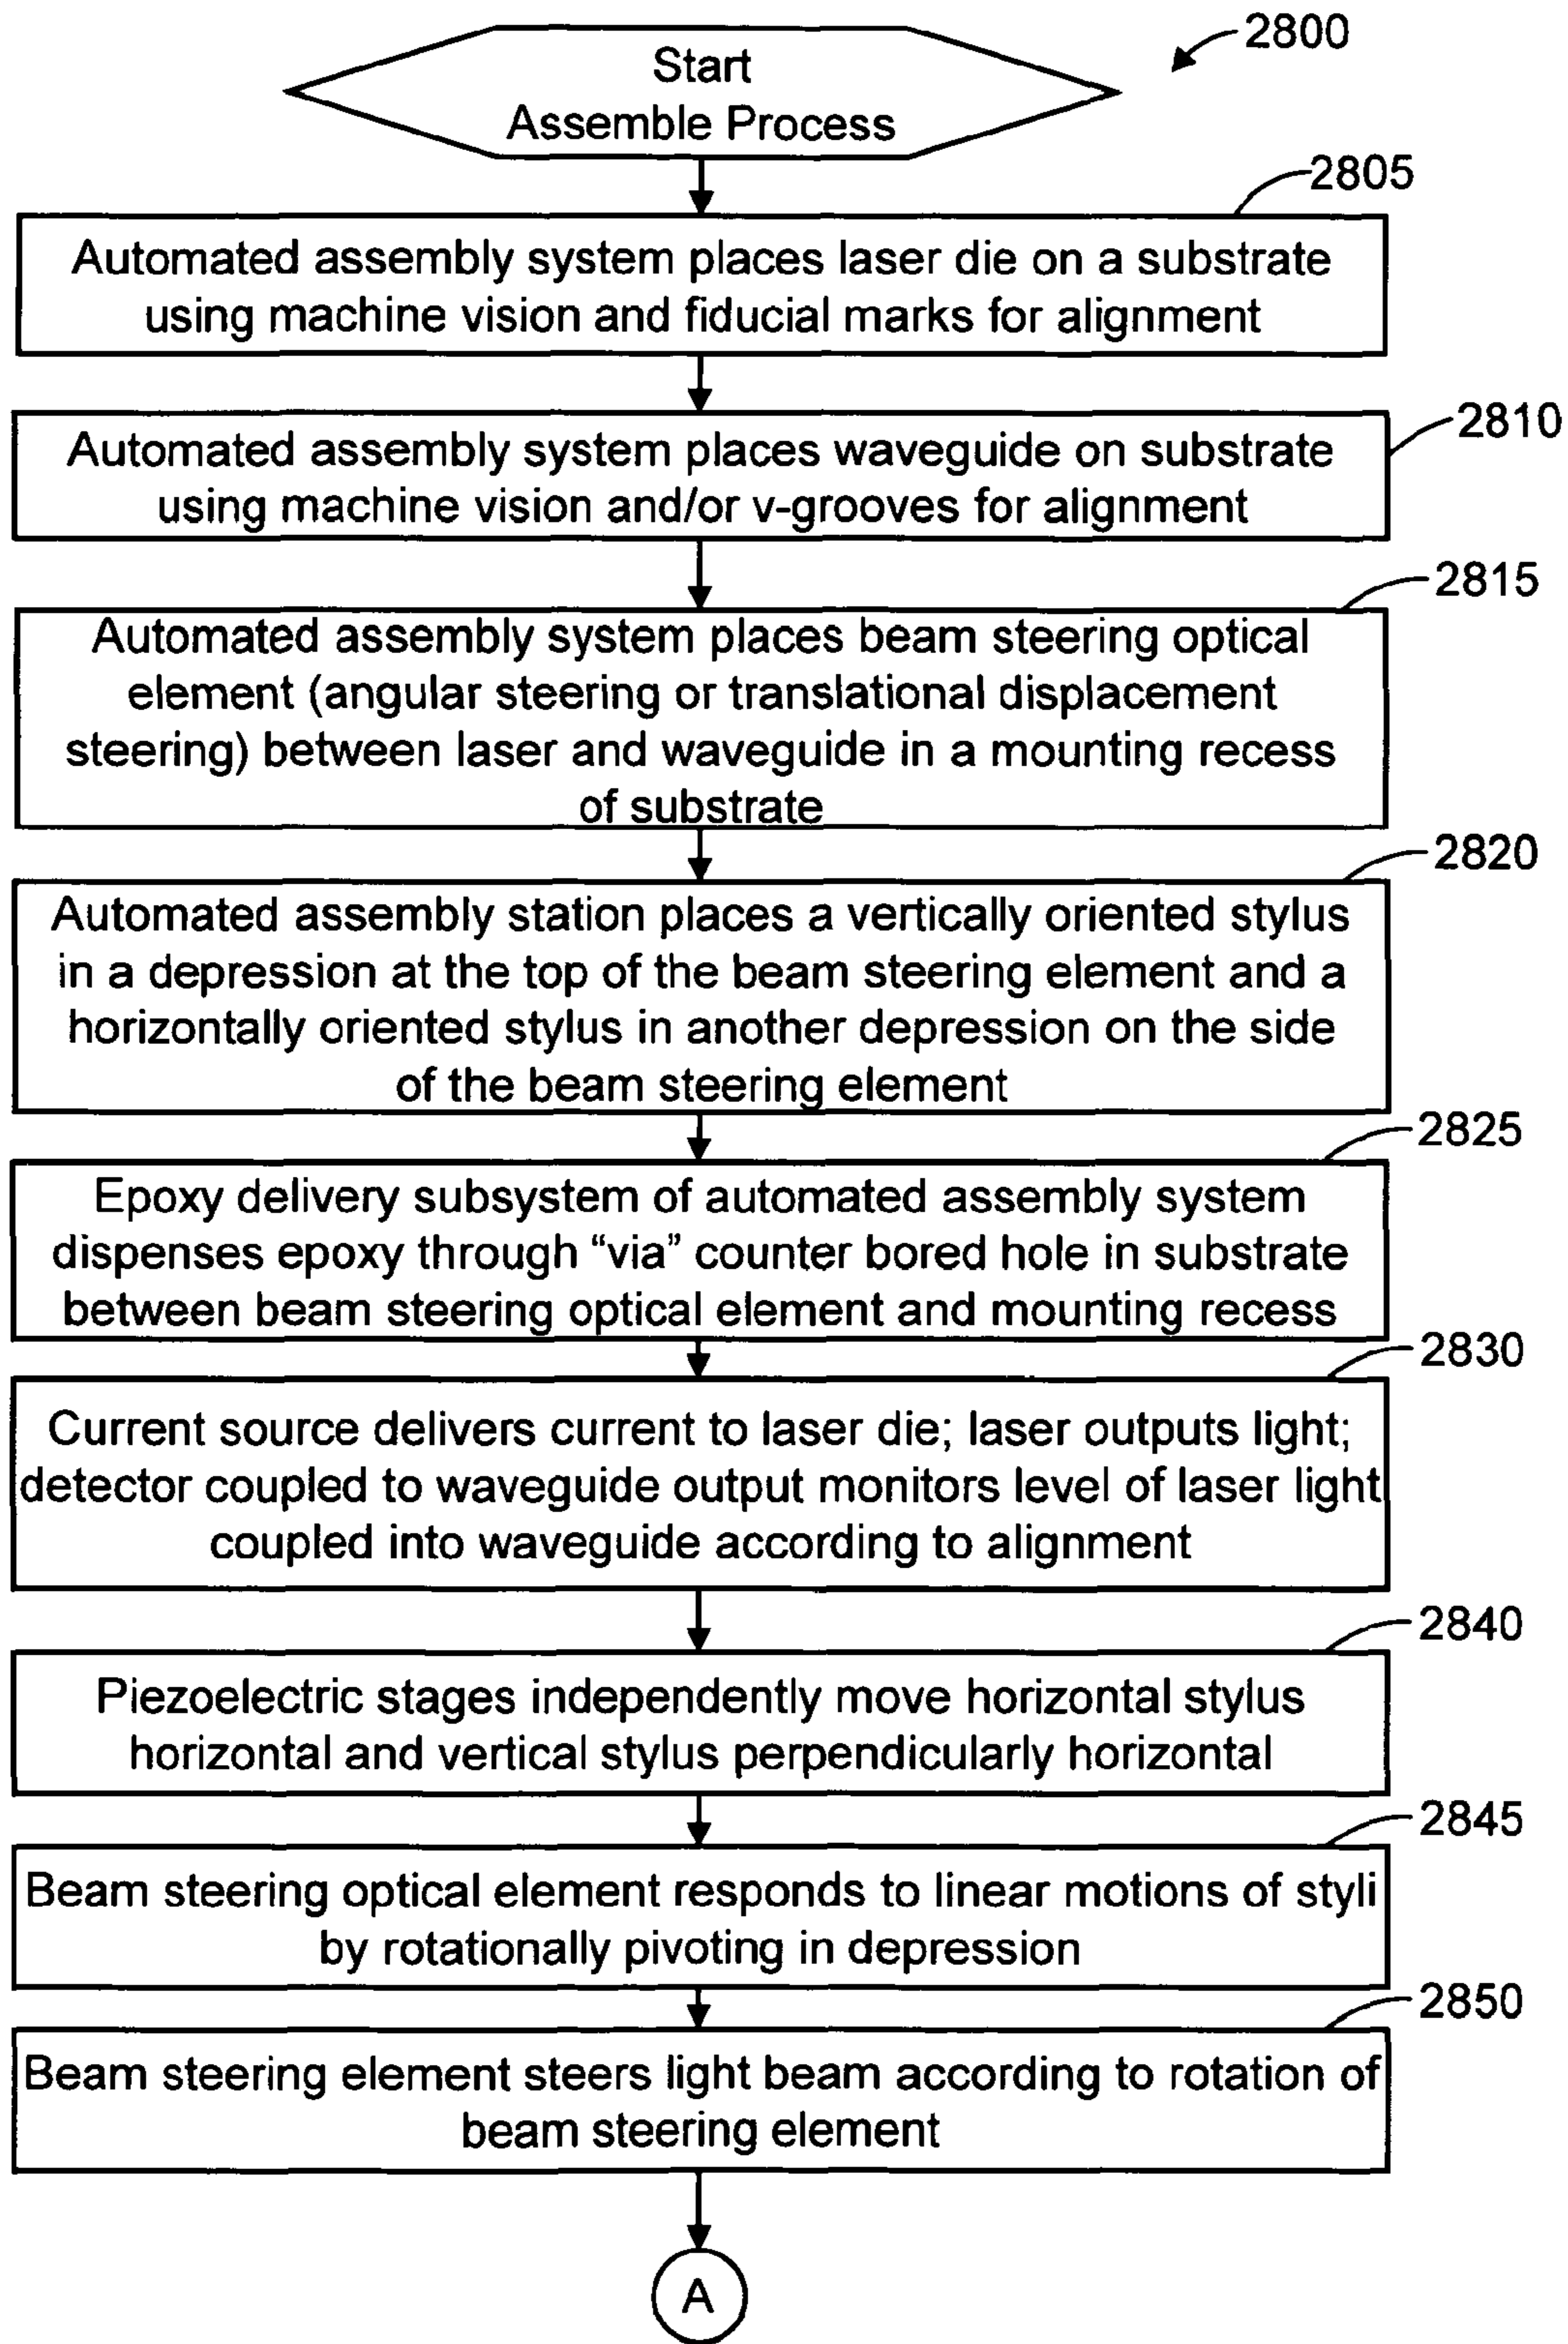 2800
Start
Assemble Process
2805
Automated assembly system places laser die on a substrate
using machine vision and fiducial marks for alignment
2810
Automated assembly system places waveguide on substrate
using machine vision and/or v-grooves for alignment
2815
Automated assembly system places beam steering optical
element (angular steering or translational displacement
steering) between laser and waveguide in a mounting recess
of substrate
2820
Automated assembly station places a vertically oriented stylus
in a depression at the top of the beam steering element and a
horizontally oriented stylus in another depression on the side
of the beam steering element
2825
Epoxy delivery subsystem of automated assembly system
dispenses epoxy through “via” counter bored hole in substrate
between beam steering optical element and mounting recess
2830
Current source delivers current to laser die; laser outputs light;
detector coupled to waveguide output monitors level of laser light
coupled into waveguide according to alignment
2840
Piezoelectric stages independently move horizontal stylus
horizontal and vertical stylus perpendicularly horizontal
2845
Beam steering optical element responds to linear motions of styli
by rotationally pivoting in depression
2850
Beam steering element steers light beam according to rotation of
beam steering element
A